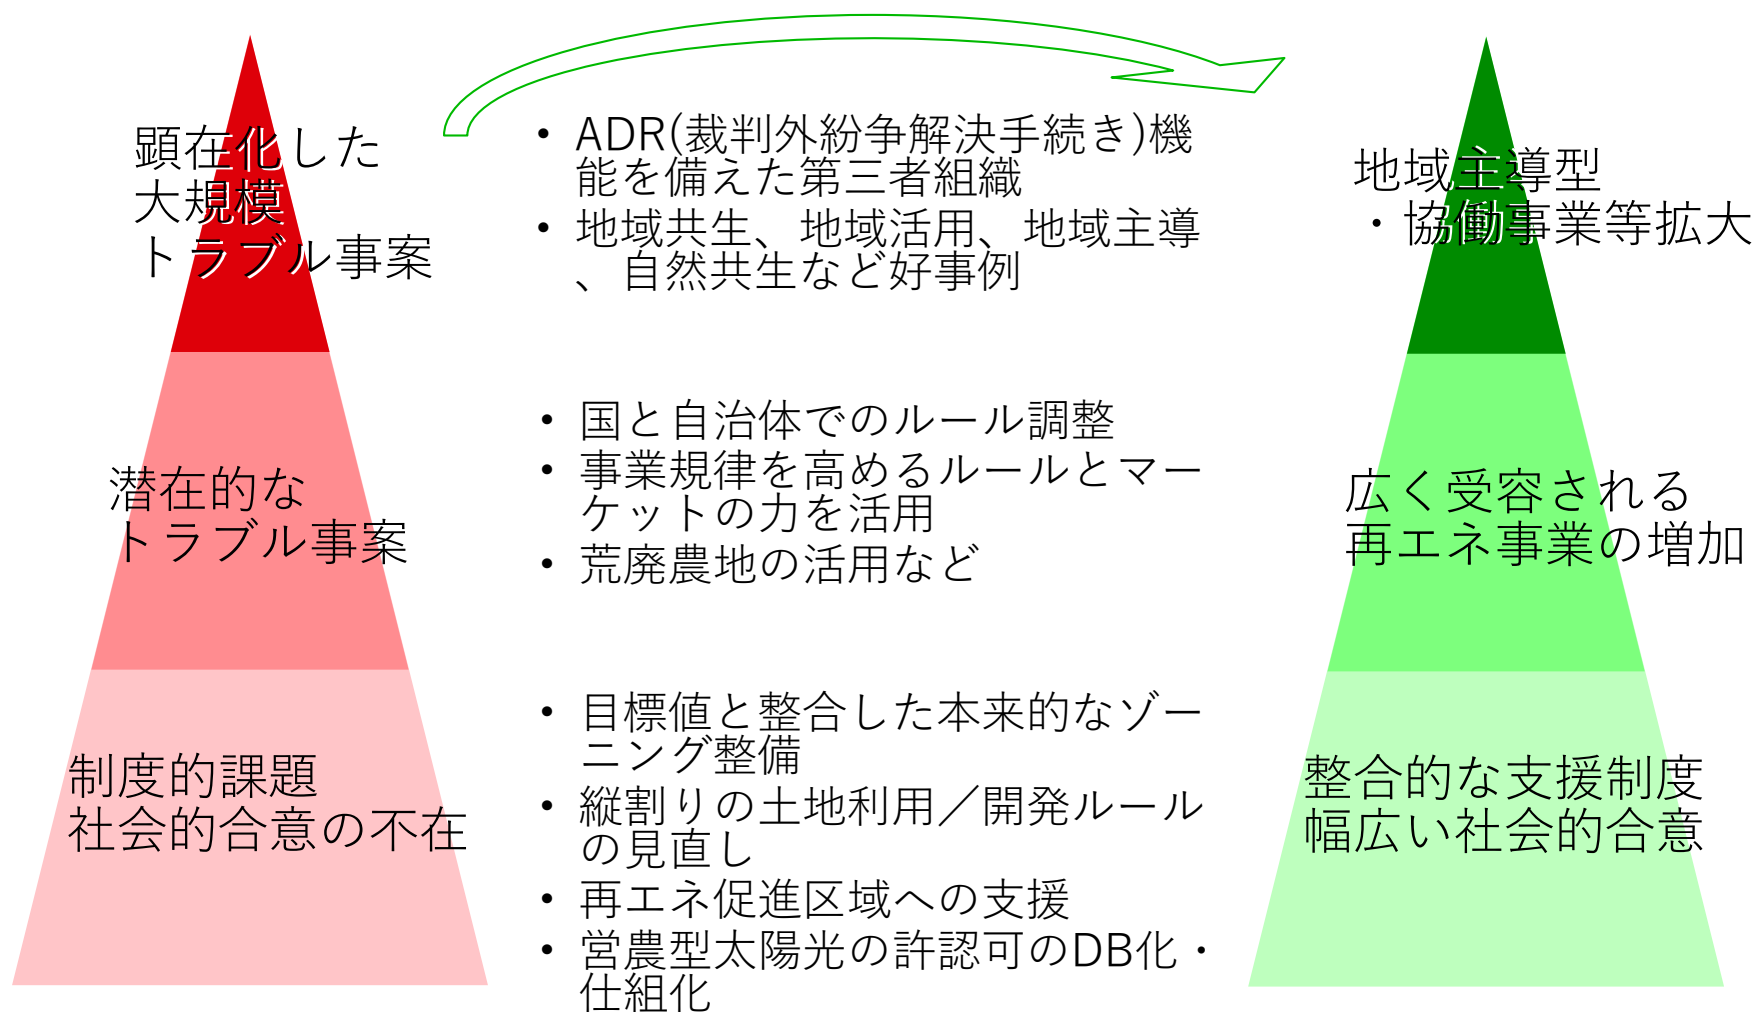 顕在化した
大規模
トラブル事案
潜在的な
トラブル事案
制度的課題
社会的合意の不在
• ADR(裁判外紛争解決手続き)機
能を備えた第三者組織
• 地域共生、地域活用、地域主導
、自然共生など好事例
• 国と自治体でのルール調整
• 事業規律を高めるルールとマー
ケットの力を活用
• 荒廃農地の活用など
• 目標値と整合した本来的なゾー
ニング整備
• 縦割りの土地利用／開発ルール
の見直し
• 再エネ促進区域への支援
• 営農型太陽光の許認可のDB化・
仕組化
地域主導型
・協働事業等拡大
広く受容される
再エネ事業の増加
整合的な支援制度
幅広い社会的合意